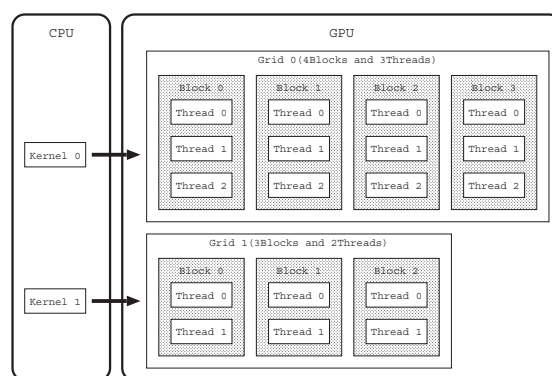 CPU
GPU
Grid 0(4Blocks and 3Threads)
Block 0
Block 1
Block 2
Block 3
Thread 0
Thread 0
Thread 0
Thread 0
Kernel 0
Thread 1
Thread 1
Thread 1
Thread 1
Thread 2
Thread 2
Thread 2
Thread 2
Grid 1(3Blocks and 2Threads)
Block 0
Block 1
Block 2
Kernel 1
Thread 0
Thread 0
Thread 0
Thread 1
Thread 1
Thread 1